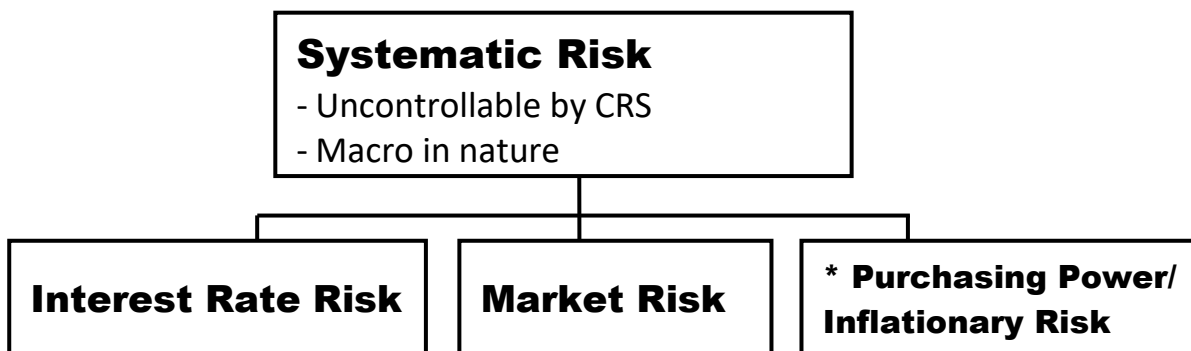 Systematic Risk
- Uncontrollable by CRS
- Macro in nature
Interest Rate Risk
Market Risk
* Purchasing Power/
Inflationary Risk